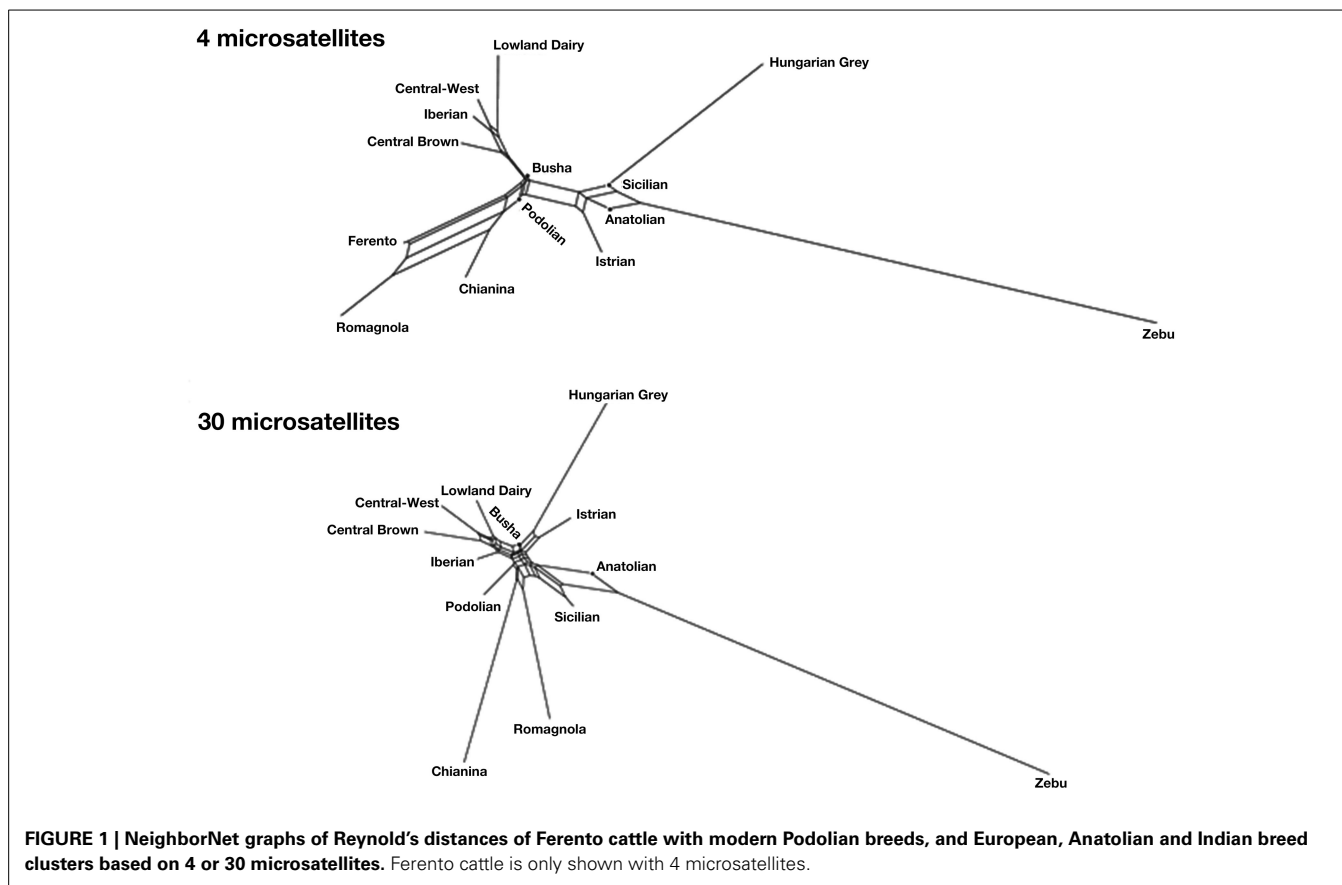 4 microsatellites
Lowland Dairy
Hungarian Grey
Central-West
Iberian
Central Brown
Busha
Sicilian
Podolian
Anatolian
Ferento
Istrian
Chianina
Romagnola
Zebu
30 microsatellites
Hungarian Grey
Lowland Dairy
Central-West
Busha
Istrian
Central Brown
Iberian
Anatolian
Podolian
Sicilian
Romagnola
Chianina
Zebu
FIGURE 1 | NeighborNet graphs of Reynold's distances of Ferento cattle with modern Podolian breeds, and European, Anatolian and Indian breed
clusters based on 4 or 30 microsatellites. Ferento cattle is only shown with 4 microsatellites.